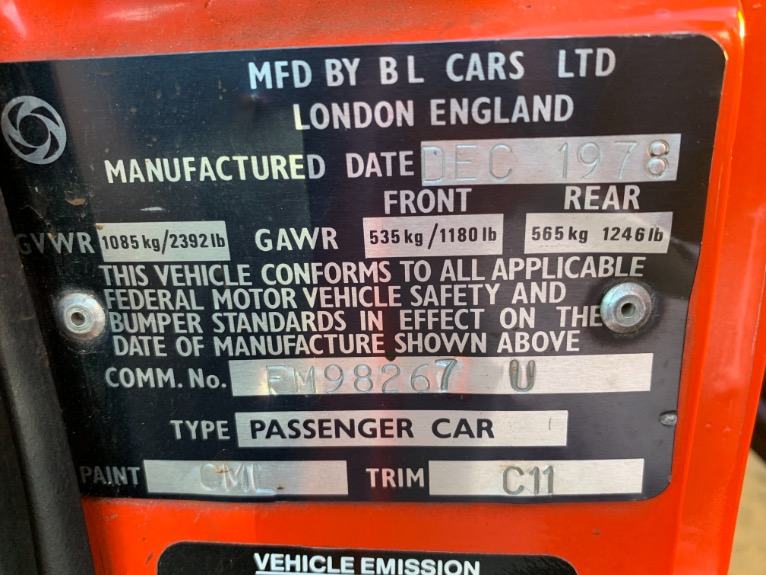 MFD BY B L CARS LTD
LONDON ENGLAND
MANUFACTURED DATE DEC 1978
FRONT REAR
GVWR 1085 kg/2392 lb GAWR 535 kg/1180 lb 565 kg 1246 lb
THIS VEHICLE CONFORMS TO ALL APPLICABLE
FEDERAL MOTOR VEHICLE SAFETY AND
BUMPER STANDARDS IN EFFECT ON THE
DATE OF MANUFACTURE SHOWN ABOVE
COMM. No. FM98267 U
TYPE PASSENGER CAR
PAINT CML TRIM C11
VEHICLE EMISSION